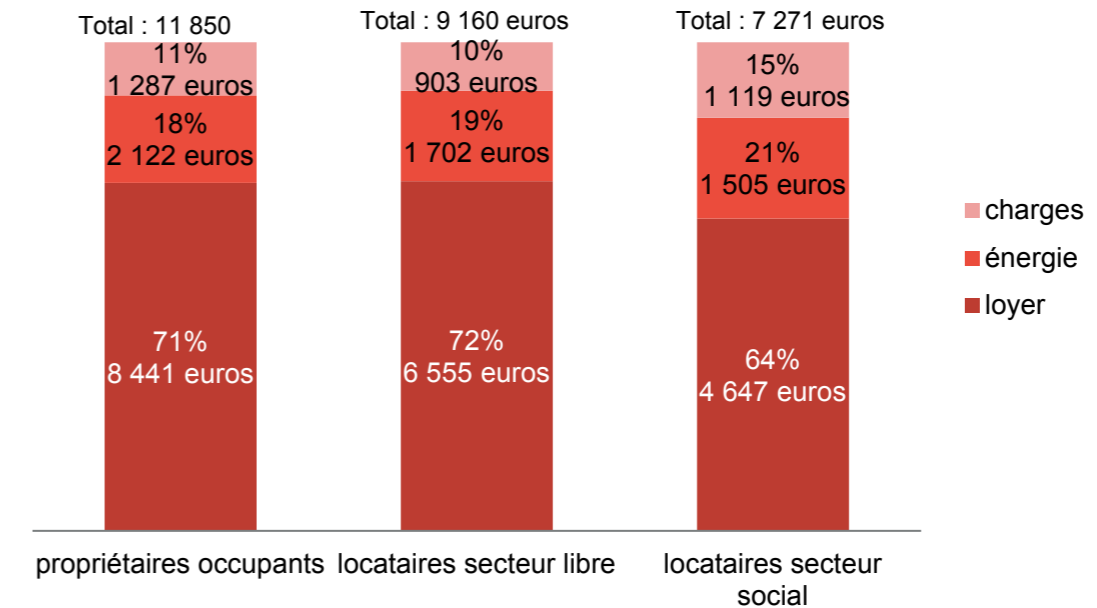 Total : 11 850
11%
1 287 euros
18%
2 122 euros
71%
8 441 euros
propriétaires occupants
Total : 9 160 euros
10%
903 euros
19%
1 702 euros
72%
6 555 euros
locataires secteur libre
Total : 7 271 euros
15%
1 119 euros
21%
1 505 euros
64%
4 647 euros
locataires secteur
social
charges
énergie
loyer